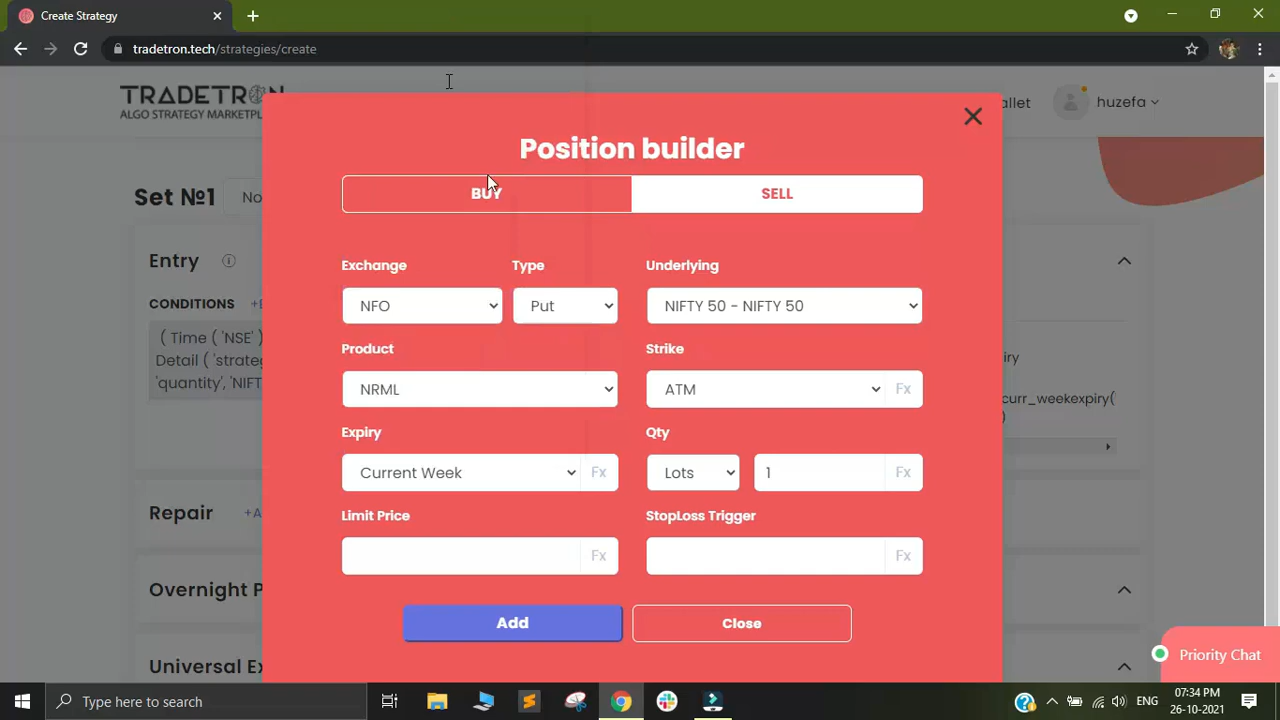 Create Strategy
tradetron.tech/strategies/create
TRADETRON
ALGO STRATEGY MARKETPL
allet
huzefa
Position builder
BUY
SELL
Set №1
No
Entry
Exchange
Type
Underlying
CONDITIONS
NFO
Put
NIFTY 50 - NIFTY 50
( Time ( 'NSE' )
Detail ( 'strateg
'quantity', 'NIFT
Product
Strike
piry
NRML
ATM
Fx
curr_weekexpiry(
)
Expiry
Qty
Current Week
Fx
Lots
1
Fx
Repair
+A
Limit Price
StopLoss Trigger
Fx
Fx
Overnight P
Add
Close
Universal Ex
Priority Chat
Type here to search
ENG
07:34 PM
26-10-2021